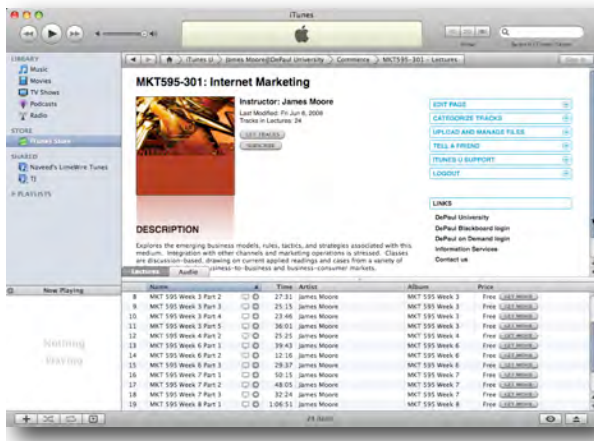 iTunes
iTunes U
James Moore@DePaul University
Commerce
MKT595-301 - Lectures
LIBRARY
Music
Movies
TV Shows
Podcasts
Radio
STORE
iTunes Store
SHARED
Naveed's LimeWire Tunes
TJ
PLAYLISTS
MKT595-301: Internet Marketing
Instructor: James Moore
Last Modified: Fri Jun 6, 2008
Tracks in Lectures: 24
GET TRACKS
SUBSCRIBE
EDIT PAGE
CATEGORIZE TRACKS
UPLOAD AND MANAGE FILES
TELL A FRIEND
ITUNES U SUPPORT
LOGOUT
LINKS
DePaul University
DePaul Blackboard login
DePaul on Demand login
Information Services
Contact us
DESCRIPTION
Explores the emerging business models, rules, tactics, and strategies associated with this
medium. Integration with other channels and marketing operations is stressed. Classes
are discussion-based, drawing on current applied readings and cases from a variety of
business-to-business and business-consumer markets.
Lectures Audio
Name Time Artist Album Price
8 MKT 595 Week 3 Part 2 27:31 James Moore MKT 595 Week 3 Free GET MOVIE
9 MKT 595 Week 3 Part 3 25:15 James Moore MKT 595 Week 3 Free GET MOVIE
10 MKT 595 Week 3 Part 4 23:46 James Moore MKT 595 Week 3 Free GET MOVIE
11 MKT 595 Week 3 Part 5 36:01 James Moore MKT 595 Week 3 Free GET MOVIE
12 MKT 595 Week 4 Part 2 25:25 James Moore MKT 595 Week 4 Free GET MOVIE
13 MKT 595 Week 6 Part 1 39:43 James Moore MKT 595 Week 6 Free GET MOVIE
14 MKT 595 Week 6 Part 2 12:16 James Moore MKT 595 Week 6 Free GET MOVIE
15 MKT 595 Week 6 Part 3 29:37 James Moore MKT 595 Week 6 Free GET MOVIE
16 MKT 595 Week 7 Part 1 50:15 James Moore MKT 595 Week 7 Free GET MOVIE
17 MKT 595 Week 7 Part 2 48:05 James Moore MKT 595 Week 7 Free GET MOVIE
18 MKT 595 Week 7 Part 3 32:24 James Moore MKT 595 Week 7 Free GET MOVIE
19 MKT 595 Week 8 Part 1 1:06:51 James Moore MKT 595 Week 8 Free GET MOVIE
Now Playing
Nothing
Playing
24 items